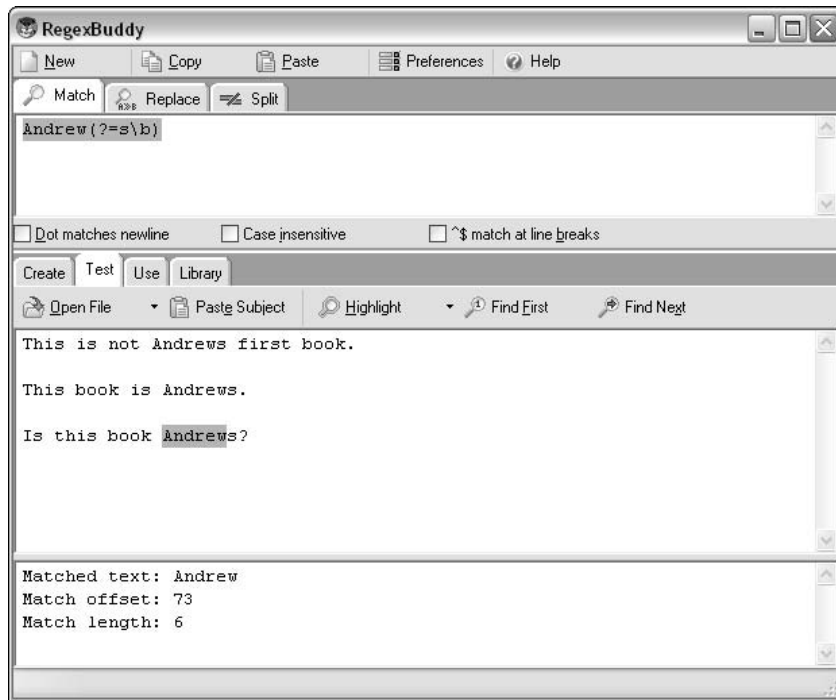 RegexBuddy
New Copy Paste Preferences Help
Match Replace Split
Andrew(?=s\b)
Dot matches newline Case insensitive ^$ match at line breaks
Create Test Use Library
Open File Paste Subject Highlight Find First Find Next
This is not Andrews first book.
This book is Andrews.
Is this book Andrews?
Matched text: Andrew
Match offset: 73
Match length: 6